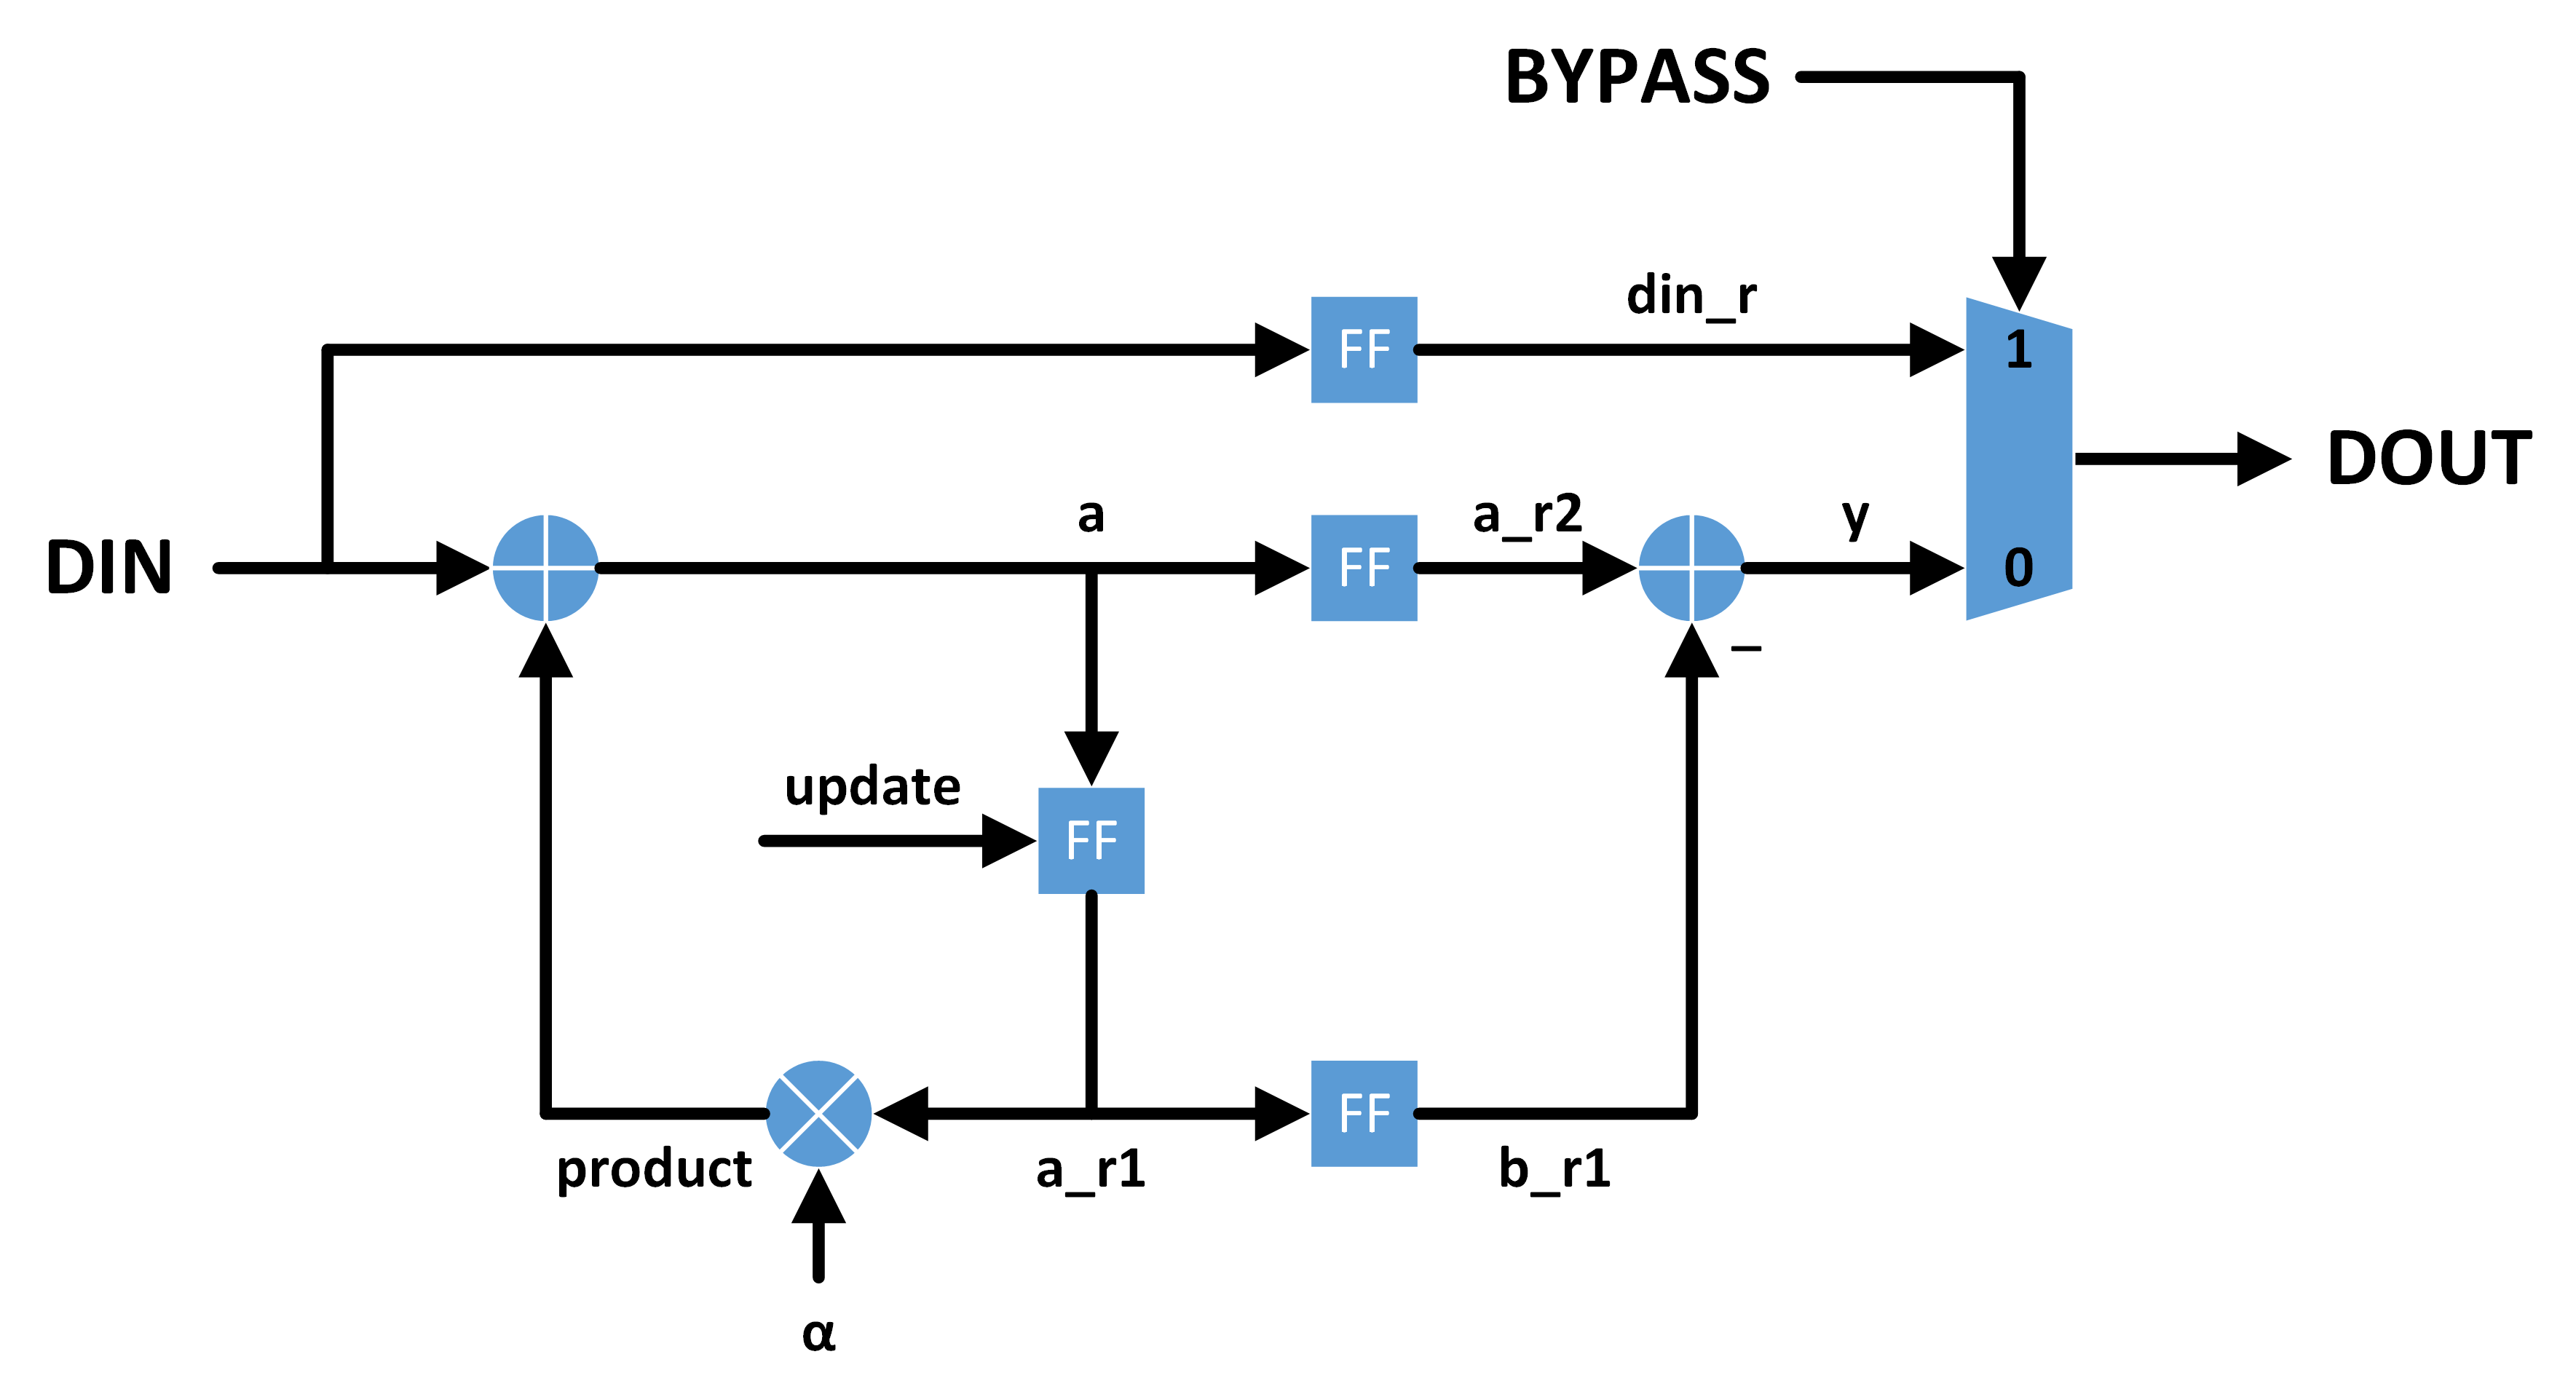 BYPASS
din_r
FF
1
DOUT
a
a_r2
y
DIN
FF
0
–
update
FF
FF
product
a_r1
b_r1
α